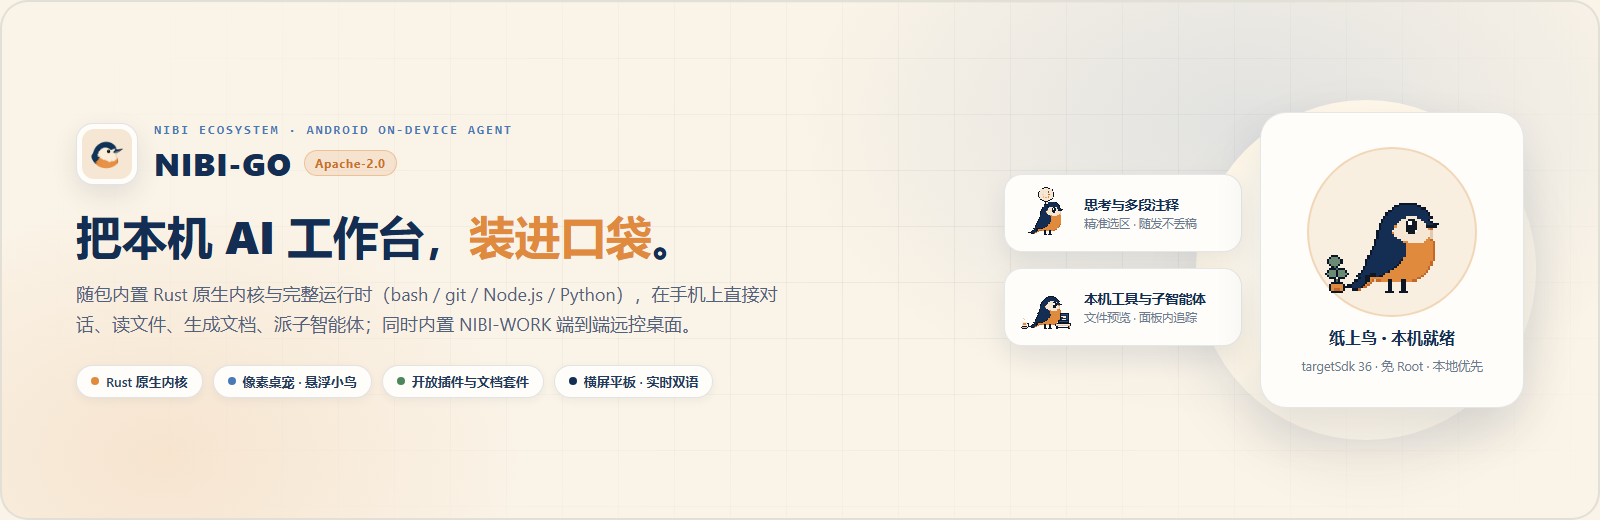 NIBI ECOSYSTEM · ANDROID ON-DEVICE AGENT
NIBI-GO
Apache-2.0
把本机 AI 工作台，装进口袋。
随包内置 Rust 原生内核与完整运行时（bash / git / Node.js / Python），在手机上直接对
话、读文件、生成文档、派子智能体；同时内置 NIBI-WORK 端到端远控桌面。
Rust 原生内核
像素桌宠 · 悬浮小鸟
开放插件与文档套件
横屏平板 · 实时双语
思考与多段注释
精准选区 · 随发不丢稿
本机工具与子智能体
文件预览 · 面板内追踪
纸上鸟 · 本机就绪
targetSdk 36 · 免 Root · 本地优先